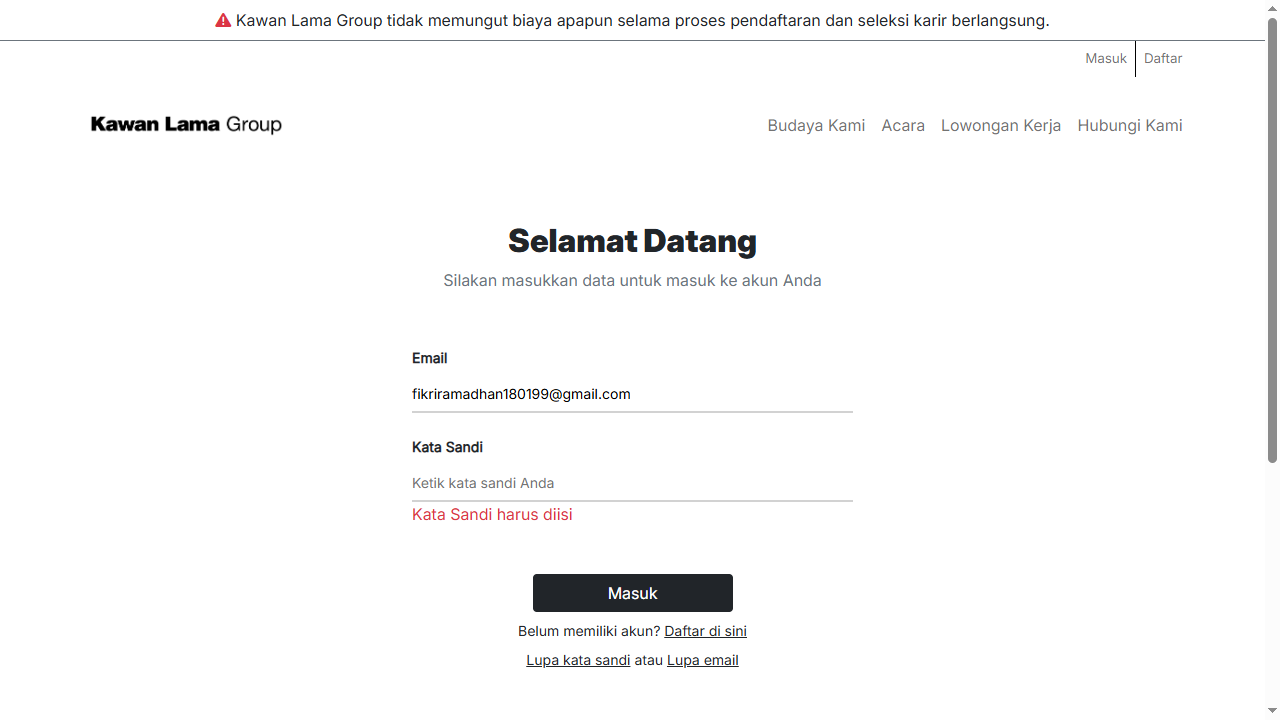 Kawan Lama Group tidak memungut biaya apapun selama proses pendaftaran dan seleksi karir berlangsung.
Masuk
Daftar
Kawan Lama Group
Budaya Kami
Acara
Lowongan Kerja
Hubungi Kami
Selamat Datang
Silakan masukkan data untuk masuk ke akun Anda
Email
fikriramadhan180199@gmail.com
Kata Sandi
Ketik kata sandi Anda
Kata Sandi harus diisi
Masuk
Belum memiliki akun? Daftar di sini
Lupa kata sandi atau Lupa email